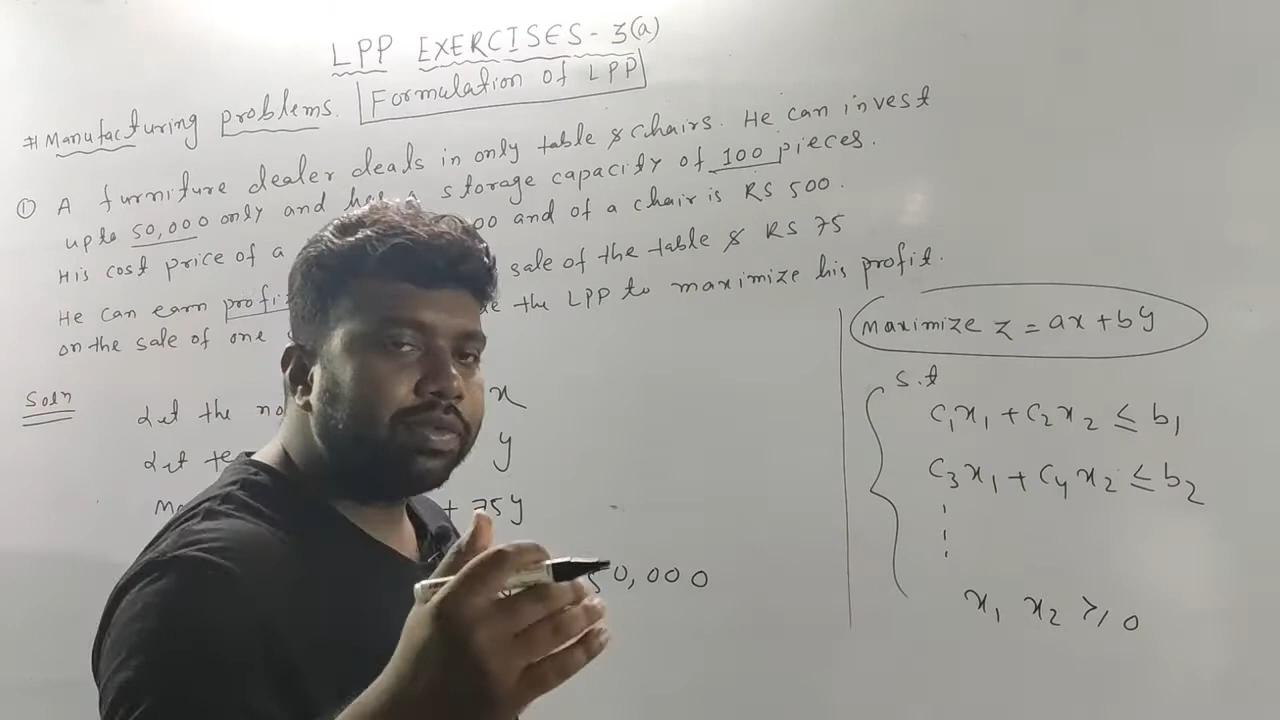 LPP EXERCISES - 3(a)
# Manufacturing problems. Formulation of LPP
① A furniture dealer deals in only table & chairs. He can invest
upto 50,000 only and has a storage capacity of 100 pieces.
His cost price of a 00 and of a chair is RS 500.
He can earn profi sale of the table & RS 75
on the sale of one the LPP to maximize his profit.
Soln
Let the no x
Let y
Ma + 75y
50,000
Maximize z = ax + by
s.t
c₁x₁ + c₂x₂ ≤ b₁
c₃x₁ + c₄x₂ ≤ b₂
x₁ x₂ ≥ 0